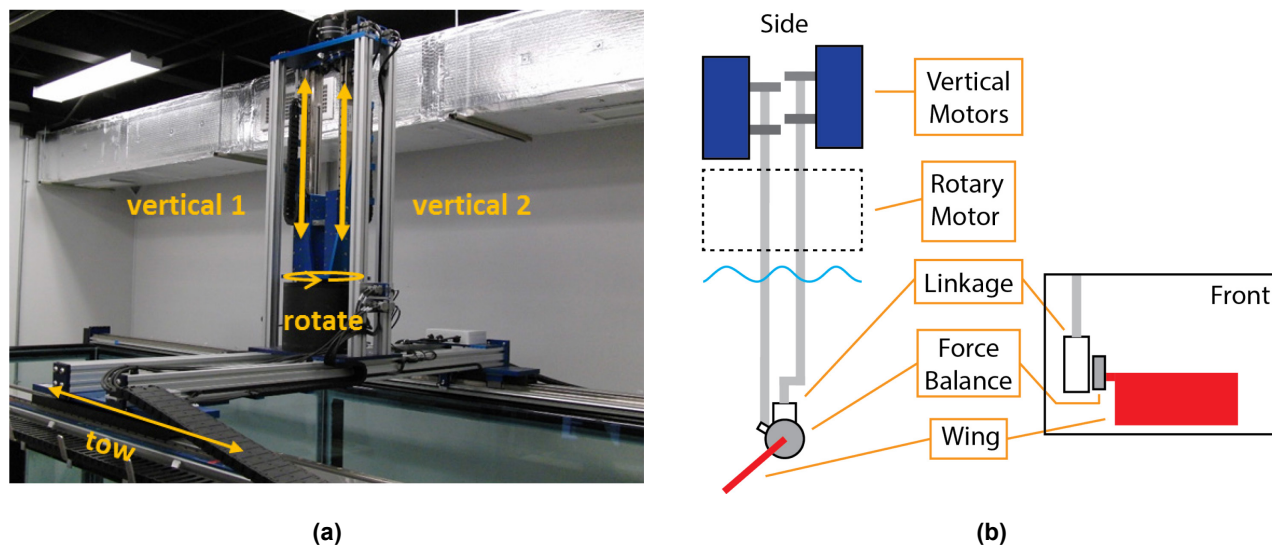 vertical 1
vertical 2
rotate
tow
(a)
Side
Vertical
Motors
Rotary
Motor
Linkage
Front
Force
Balance
Wing
(b)